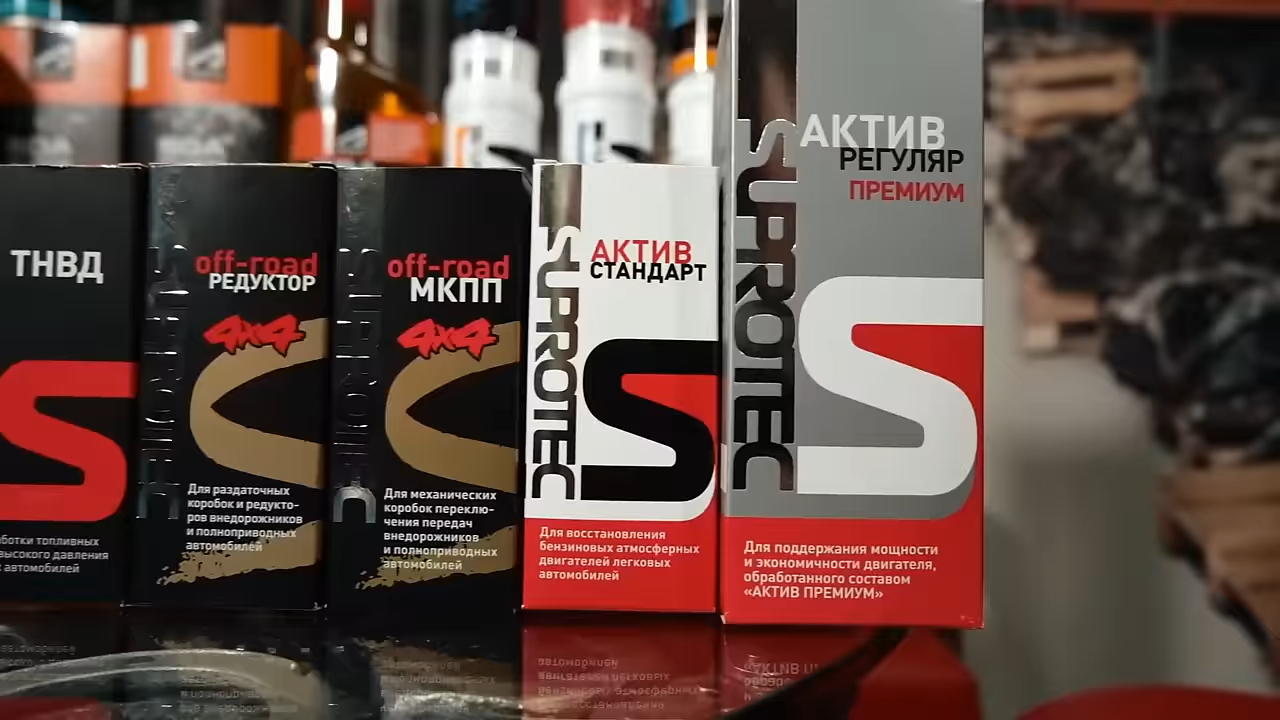 ТНВД
off-road
РЕДУКТОР
4x4
Для раздаточных
коробок и редукто-
ров внедорожников
и полноприводных
автомобилей
off-road
МКПП
4x4
Для механических
коробок переклю-
чения передач
внедорожников
и полноприводных
автомобилей
SUPROTEC
АКТИВ
СТАНДАРТ
Для восстановления
бензиновых атмосферных
двигателей легковых
автомобилей
SUPROTEC
АКТИВ
РЕГУЛЯР
ПРЕМИУМ
Для поддержания мощности
и экономичности двигателя,
обработанного составом
«АКТИВ ПРЕМИУМ»
топливных
давления
автомобилей